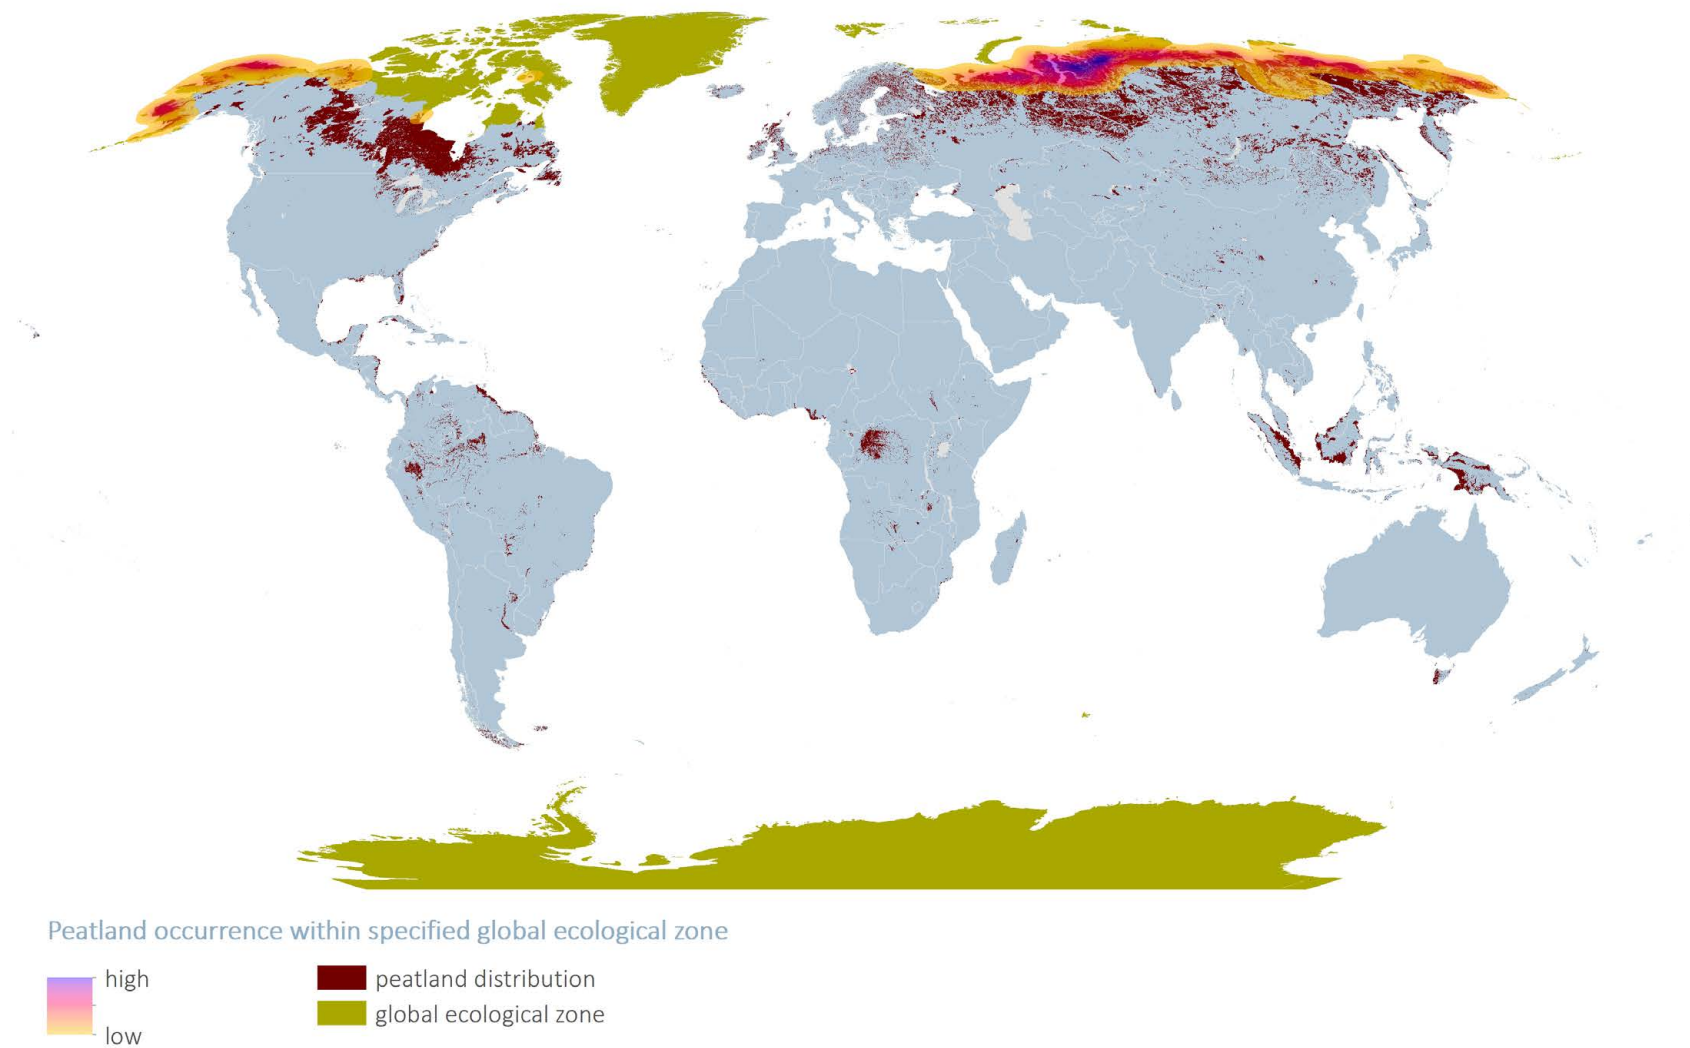 Peatland occurrence within specified global ecological zone
high
peatland distribution
global ecological zone
low